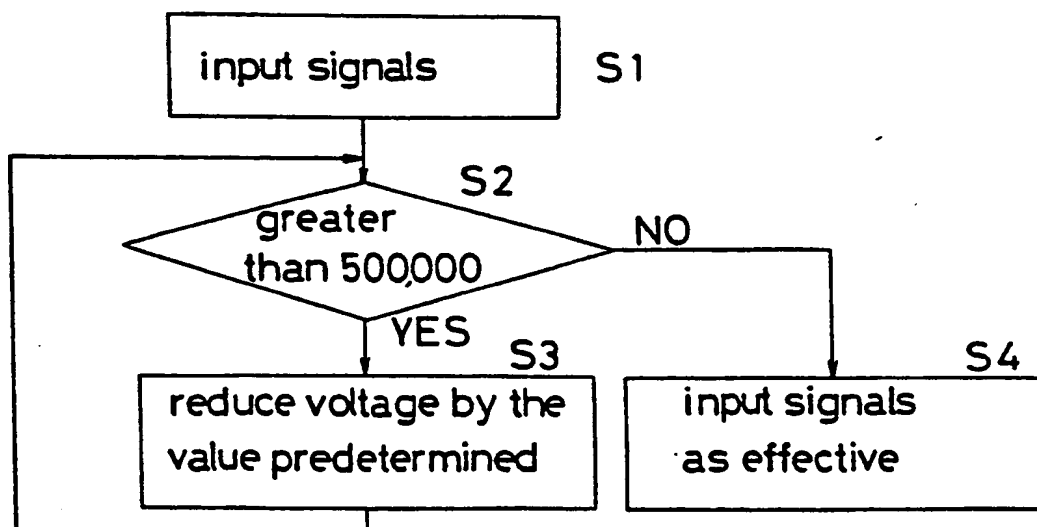 input signals
S1
S2
greater
than 500,000
NO
YES
S3
reduce voltage by the
value predetermined
S4
input signals
as effective